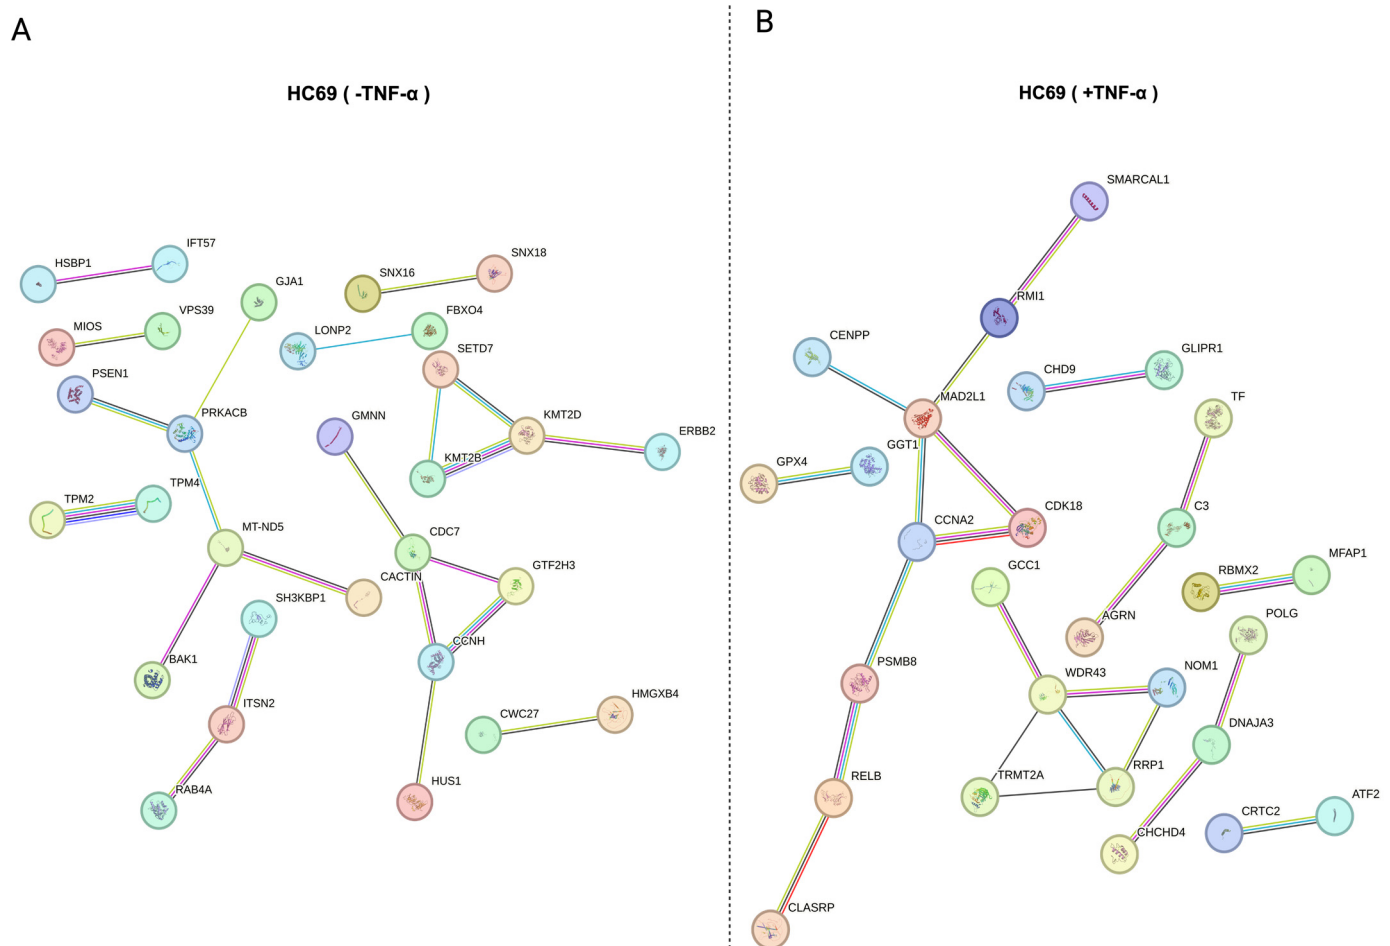 A
HC69 ( -TNF-α )
HSBP1
IFT57
GJA1
SNX16
SNX18
MIOS
VPS39
LONP2
FBXO4
PSEN1
PRKACB
SETD7
GMNN
KMT2D
ERBB2
KMT2B
TPM2
TPM4
MT-ND5
CDC7
CACTIN
GTF2H3
SH3KBP1
CCNH
BAK1
ITSN2
CWC27
HMGXB4
RAB4A
HUS1
B
HC69 ( +TNF-α )
SMARCAL1
RMI1
CENPP
CHD9
GLIPR1
MAD2L1
TF
GGT1
GPX4
CCNA2
CDK18
C3
GCC1
RBMX2
MFAP1
AGRN
POLG
PSMB8
WDR43
NOM1
DNAJA3
TRMT2A
RRP1
RELB
CHCHD4
CRTC2
ATF2
CLASRP